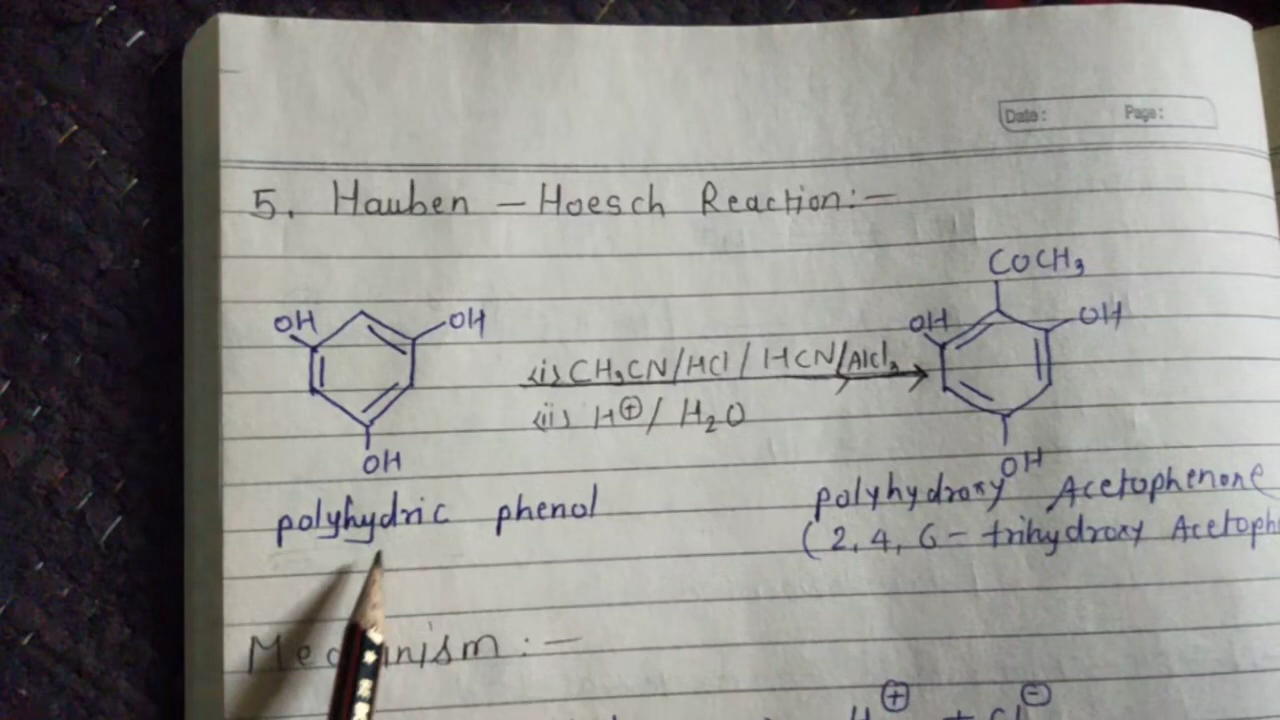 Date: Page:
5. Hauben - Hoesch Reaction:-
COCH₃
OH OH OH OH
(i) CH₃CN/HCl / HCN/AlCl₃
(ii) H⊕/ H₂O
OH OH
polyhydric phenol polyhydroxy Acetophenone
(2, 4, 6 - trihydroxy Acetoph
:-
⊕ ⊖